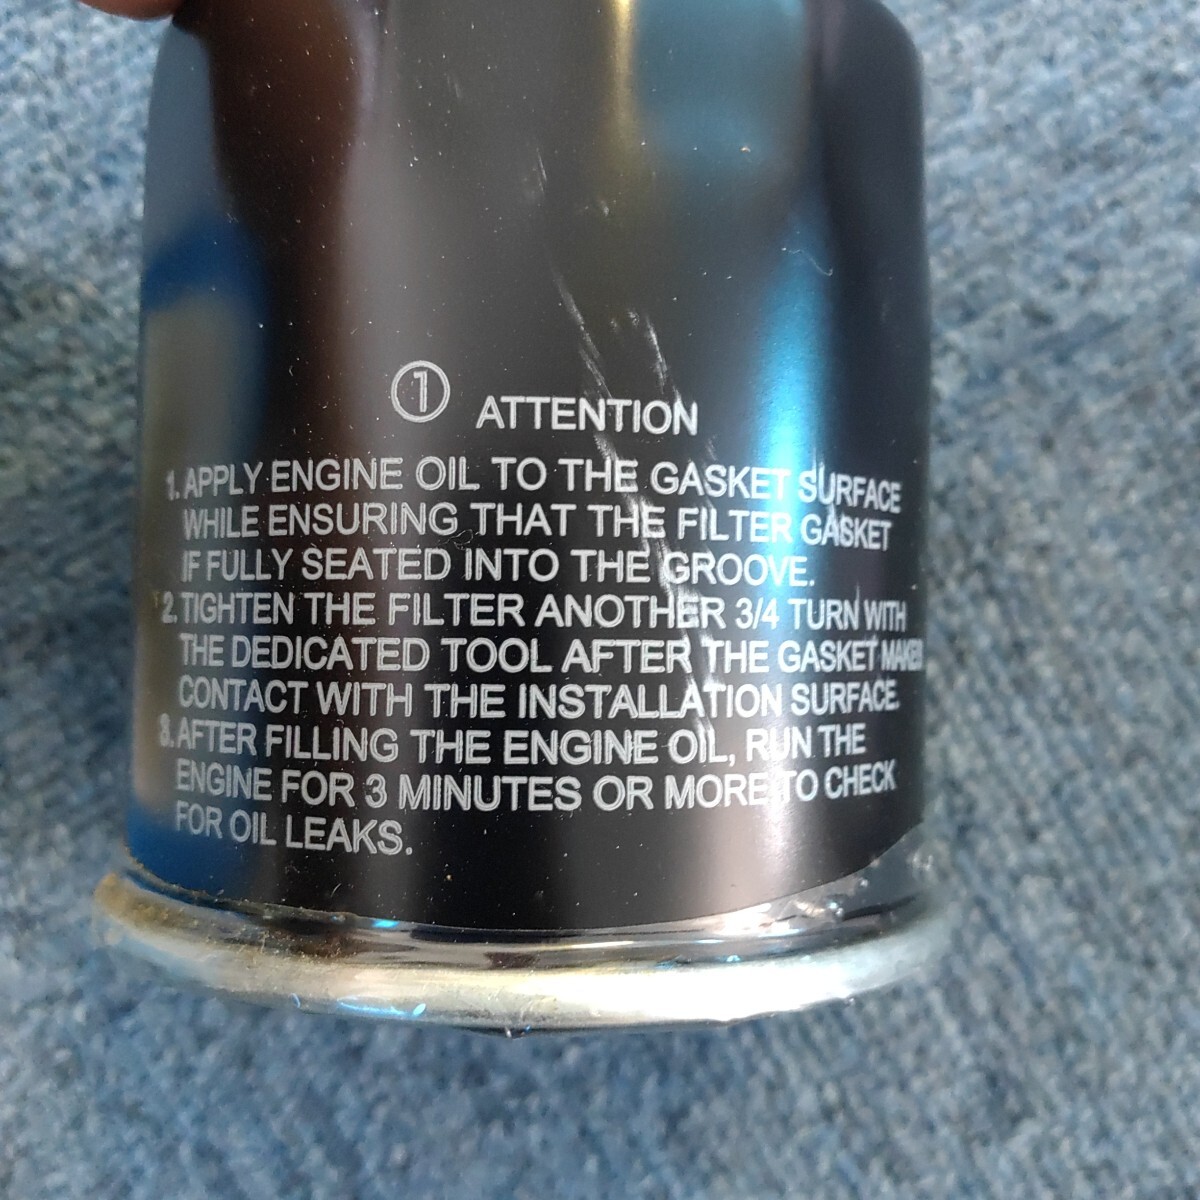 ① ATTENTION
1. APPLY ENGINE OIL TO THE GASKET SURFACE
WHILE ENSURING THAT THE FILTER GASKET
IF FULLY SEATED INTO THE GROOVE.
2. TIGHTEN THE FILTER ANOTHER 3/4 TURN WITH
THE DEDICATED TOOL AFTER THE GASKET MAKEN
CONTACT WITH THE INSTALLATION SURFACE.
3. AFTER FILLING THE ENGINE OIL, RUN THE
ENGINE FOR 3 MINUTES OR MORE TO CHECK
FOR OIL LEAKS.